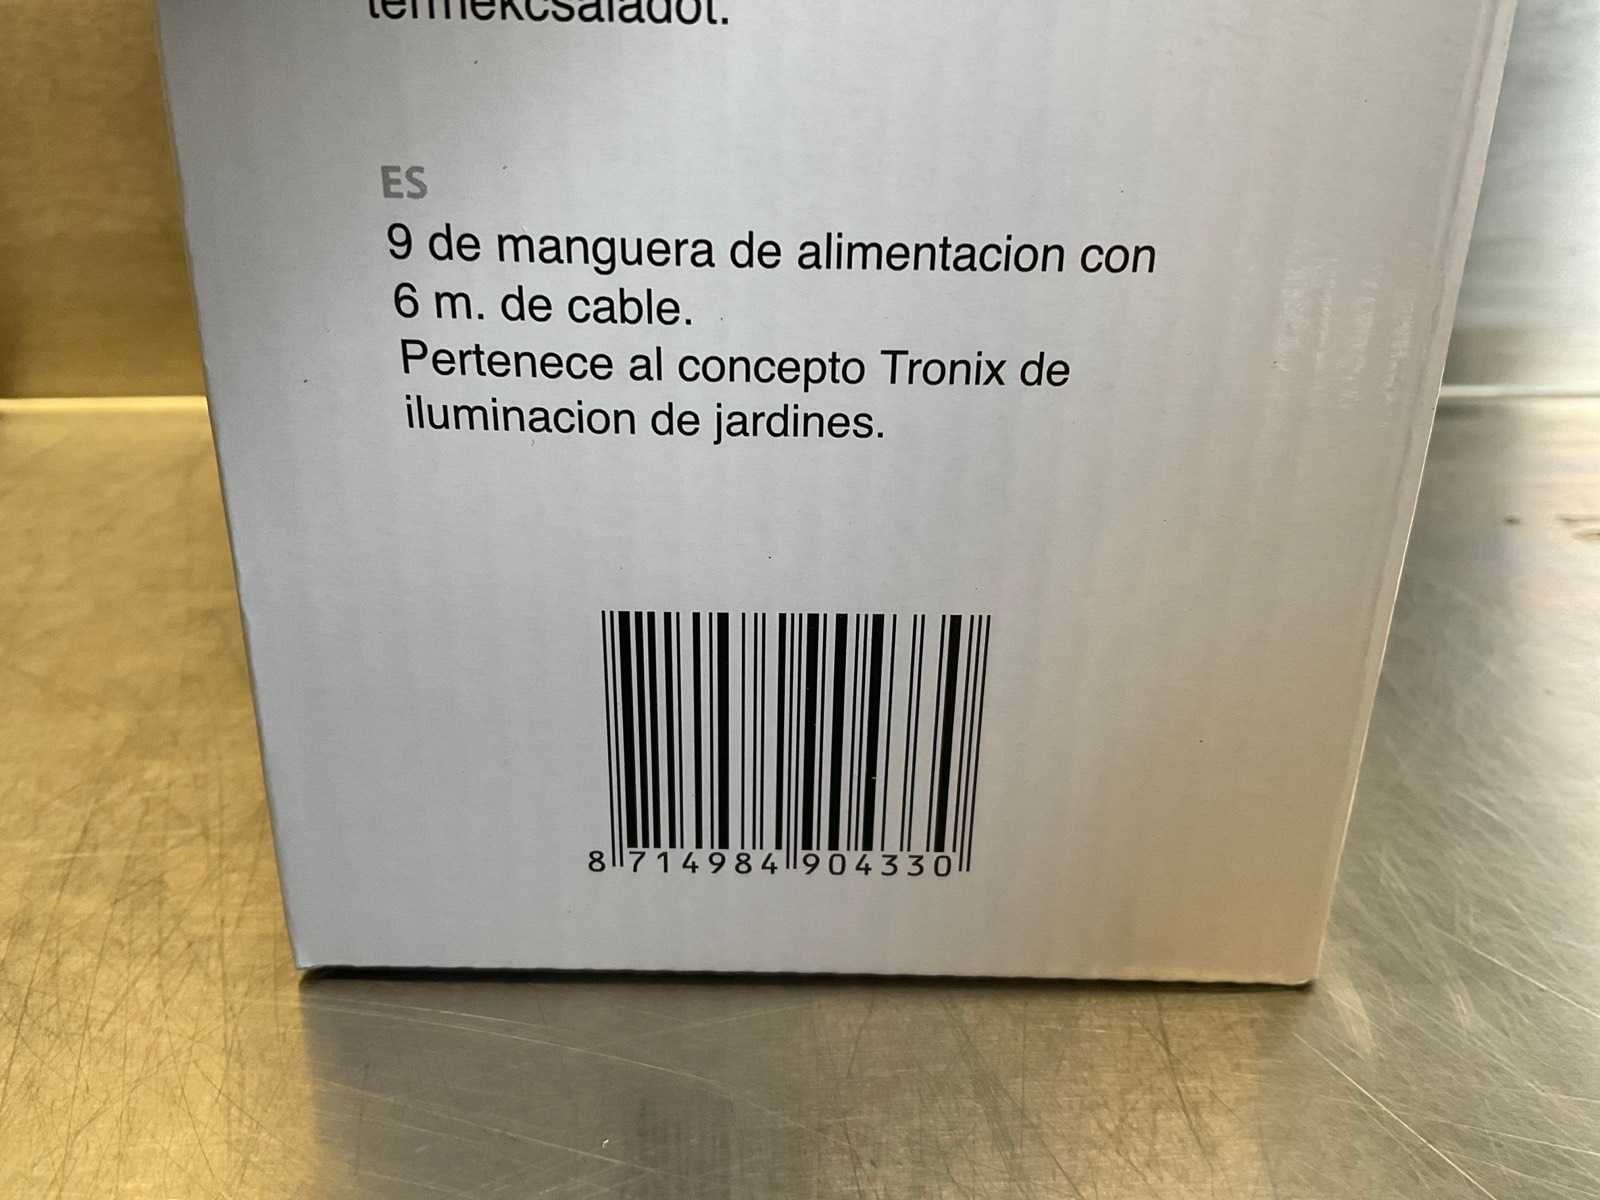 termékcsaládot.
ES
9 de manguera de alimentacion con
6 m. de cable.
Pertenece al concepto Tronix de
iluminacion de jardines.
8 714984 904330